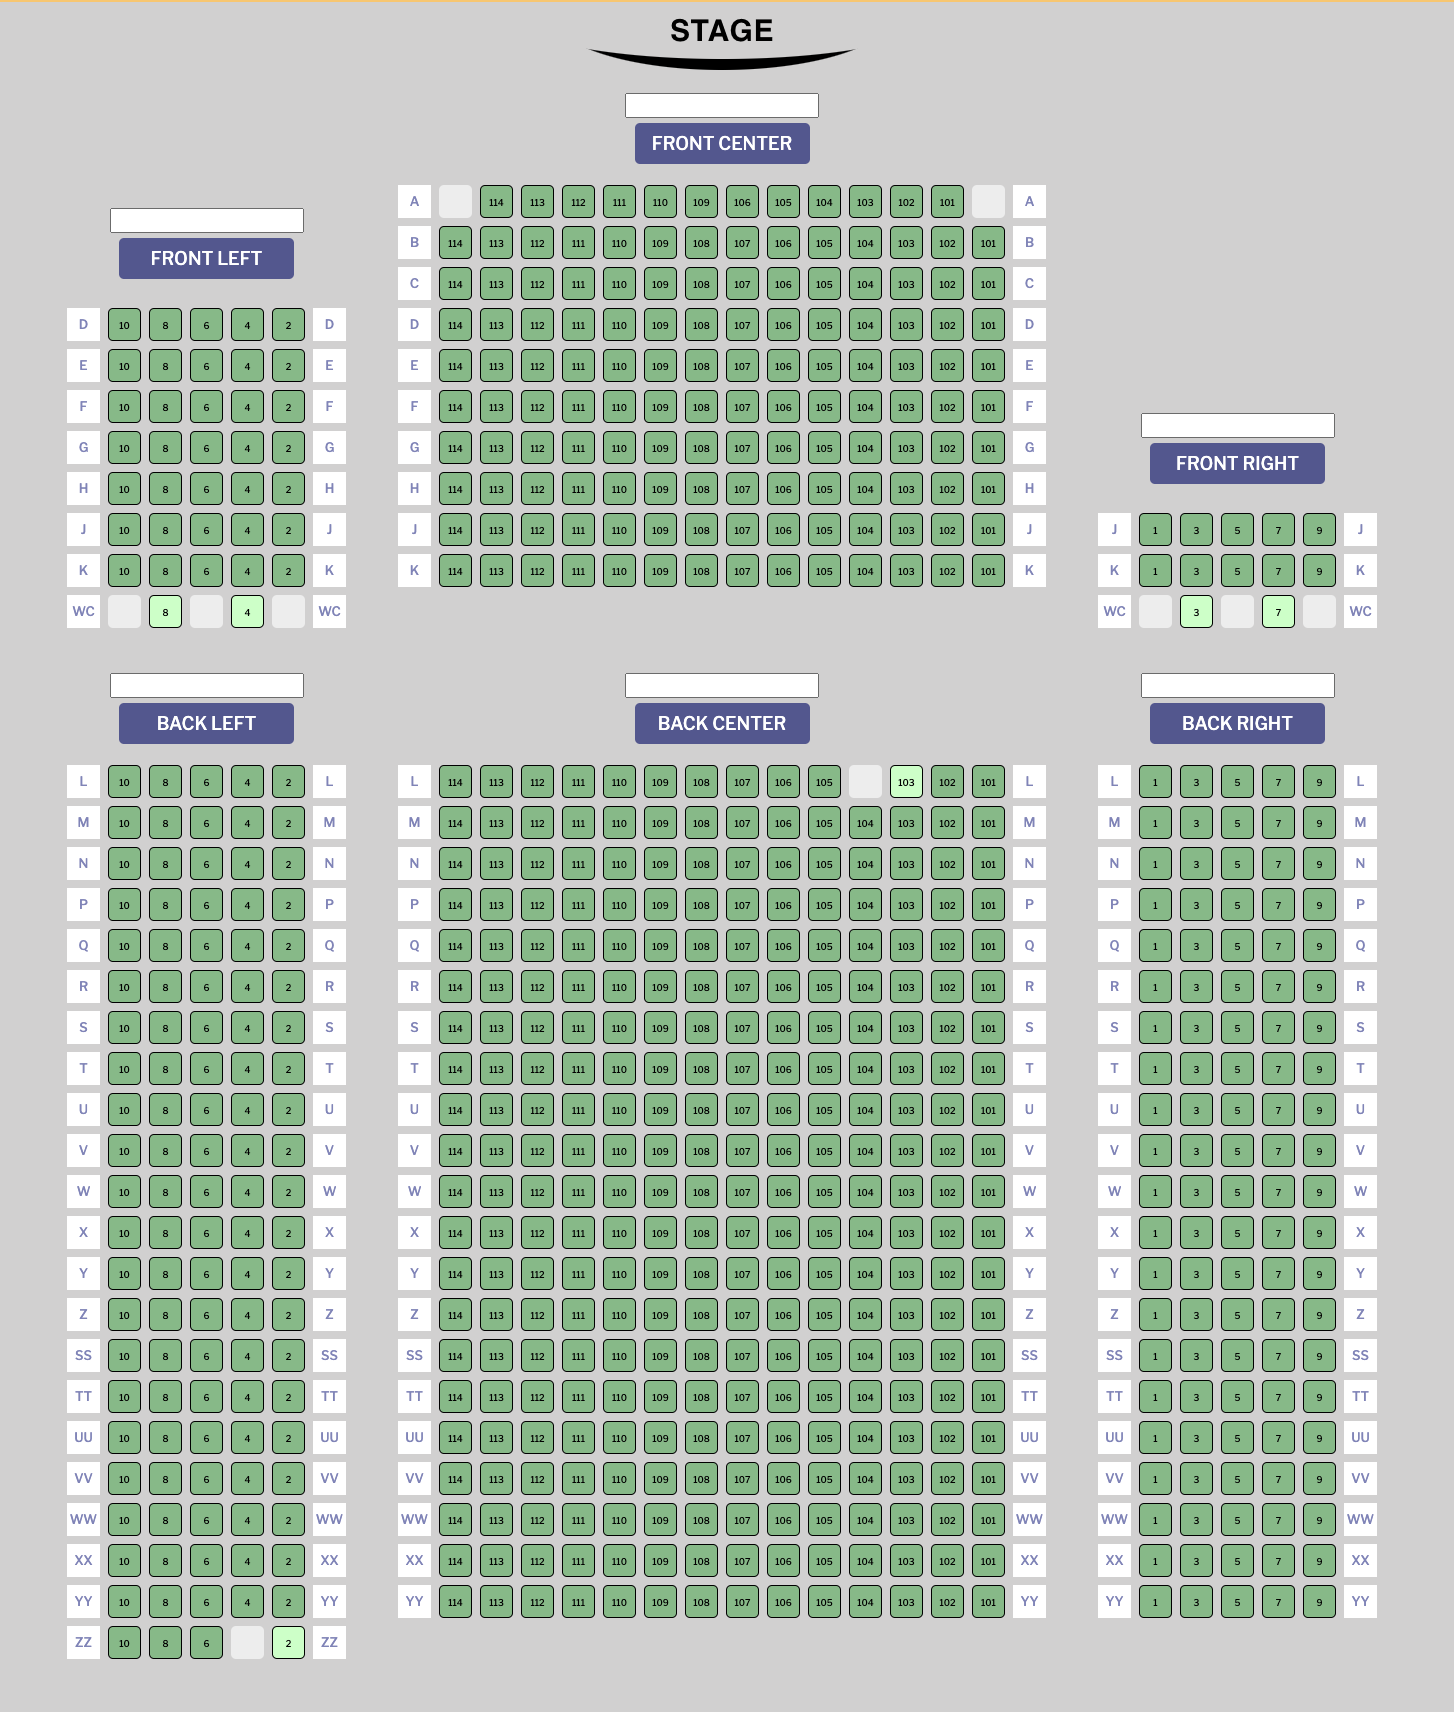 STAGE
FRONT CENTER
A 114 113 112 111 110 109 106 105 104 103 102 101 A
FRONT LEFT
B 114 113 112 111 110 109 108 107 106 105 104 103 102 101 B
C 114 113 112 111 110 109 108 107 106 105 104 103 102 101 C
D 10 8 6 4 2 D D 114 113 112 111 110 109 108 107 106 105 104 103 102 101 D
E 10 8 6 4 2 E E 114 113 112 111 110 109 108 107 106 105 104 103 102 101 E
F 10 8 6 4 2 F F 114 113 112 111 110 109 108 107 106 105 104 103 102 101 F
G 10 8 6 4 2 G G 114 113 112 111 110 109 108 107 106 105 104 103 102 101 G
FRONT RIGHT
H 10 8 6 4 2 H H 114 113 112 111 110 109 108 107 106 105 104 103 102 101 H
J 10 8 6 4 2 J J 114 113 112 111 110 109 108 107 106 105 104 103 102 101 J J 1 3 5 7 9 J
K 10 8 6 4 2 K K 114 113 112 111 110 109 108 107 106 105 104 103 102 101 K K 1 3 5 7 9 K
WC 8 4 WC WC 3 7 WC
BACK LEFT BACK CENTER BACK RIGHT
L 10 8 6 4 2 L L 114 113 112 111 110 109 108 107 106 105 103 102 101 L L 1 3 5 7 9 L
M 10 8 6 4 2 M M 114 113 112 111 110 109 108 107 106 105 104 103 102 101 M M 1 3 5 7 9 M
N 10 8 6 4 2 N N 114 113 112 111 110 109 108 107 106 105 104 103 102 101 N N 1 3 5 7 9 N
P 10 8 6 4 2 P P 114 113 112 111 110 109 108 107 106 105 104 103 102 101 P P 1 3 5 7 9 P
Q 10 8 6 4 2 Q Q 114 113 112 111 110 109 108 107 106 105 104 103 102 101 Q Q 1 3 5 7 9 Q
R 10 8 6 4 2 R R 114 113 112 111 110 109 108 107 106 105 104 103 102 101 R R 1 3 5 7 9 R
S 10 8 6 4 2 S S 114 113 112 111 110 109 108 107 106 105 104 103 102 101 S S 1 3 5 7 9 S
T 10 8 6 4 2 T T 114 113 112 111 110 109 108 107 106 105 104 103 102 101 T T 1 3 5 7 9 T
U 10 8 6 4 2 U U 114 113 112 111 110 109 108 107 106 105 104 103 102 101 U U 1 3 5 7 9 U
V 10 8 6 4 2 V V 114 113 112 111 110 109 108 107 106 105 104 103 102 101 V V 1 3 5 7 9 V
W 10 8 6 4 2 W W 114 113 112 111 110 109 108 107 106 105 104 103 102 101 W W 1 3 5 7 9 W
X 10 8 6 4 2 X X 114 113 112 111 110 109 108 107 106 105 104 103 102 101 X X 1 3 5 7 9 X
Y 10 8 6 4 2 Y Y 114 113 112 111 110 109 108 107 106 105 104 103 102 101 Y Y 1 3 5 7 9 Y
Z 10 8 6 4 2 Z Z 114 113 112 111 110 109 108 107 106 105 104 103 102 101 Z Z 1 3 5 7 9 Z
SS 10 8 6 4 2 SS SS 114 113 112 111 110 109 108 107 106 105 104 103 102 101 SS SS 1 3 5 7 9 SS
TT 10 8 6 4 2 TT TT 114 113 112 111 110 109 108 107 106 105 104 103 102 101 TT TT 1 3 5 7 9 TT
UU 10 8 6 4 2 UU UU 114 113 112 111 110 109 108 107 106 105 104 103 102 101 UU UU 1 3 5 7 9 UU
VV 10 8 6 4 2 VV VV 114 113 112 111 110 109 108 107 106 105 104 103 102 101 VV VV 1 3 5 7 9 VV
WW 10 8 6 4 2 WW WW 114 113 112 111 110 109 108 107 106 105 104 103 102 101 WW WW 1 3 5 7 9 WW
XX 10 8 6 4 2 XX XX 114 113 112 111 110 109 108 107 106 105 104 103 102 101 XX XX 1 3 5 7 9 XX
YY 10 8 6 4 2 YY YY 114 113 112 111 110 109 108 107 106 105 104 103 102 101 YY YY 1 3 5 7 9 YY
ZZ 10 8 6 2 ZZ